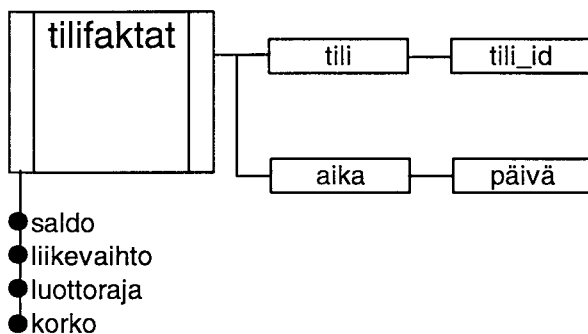 tilifaktat
tili
tili_id
aika
päivä
saldo
liikevaihto
luottoraja
korko